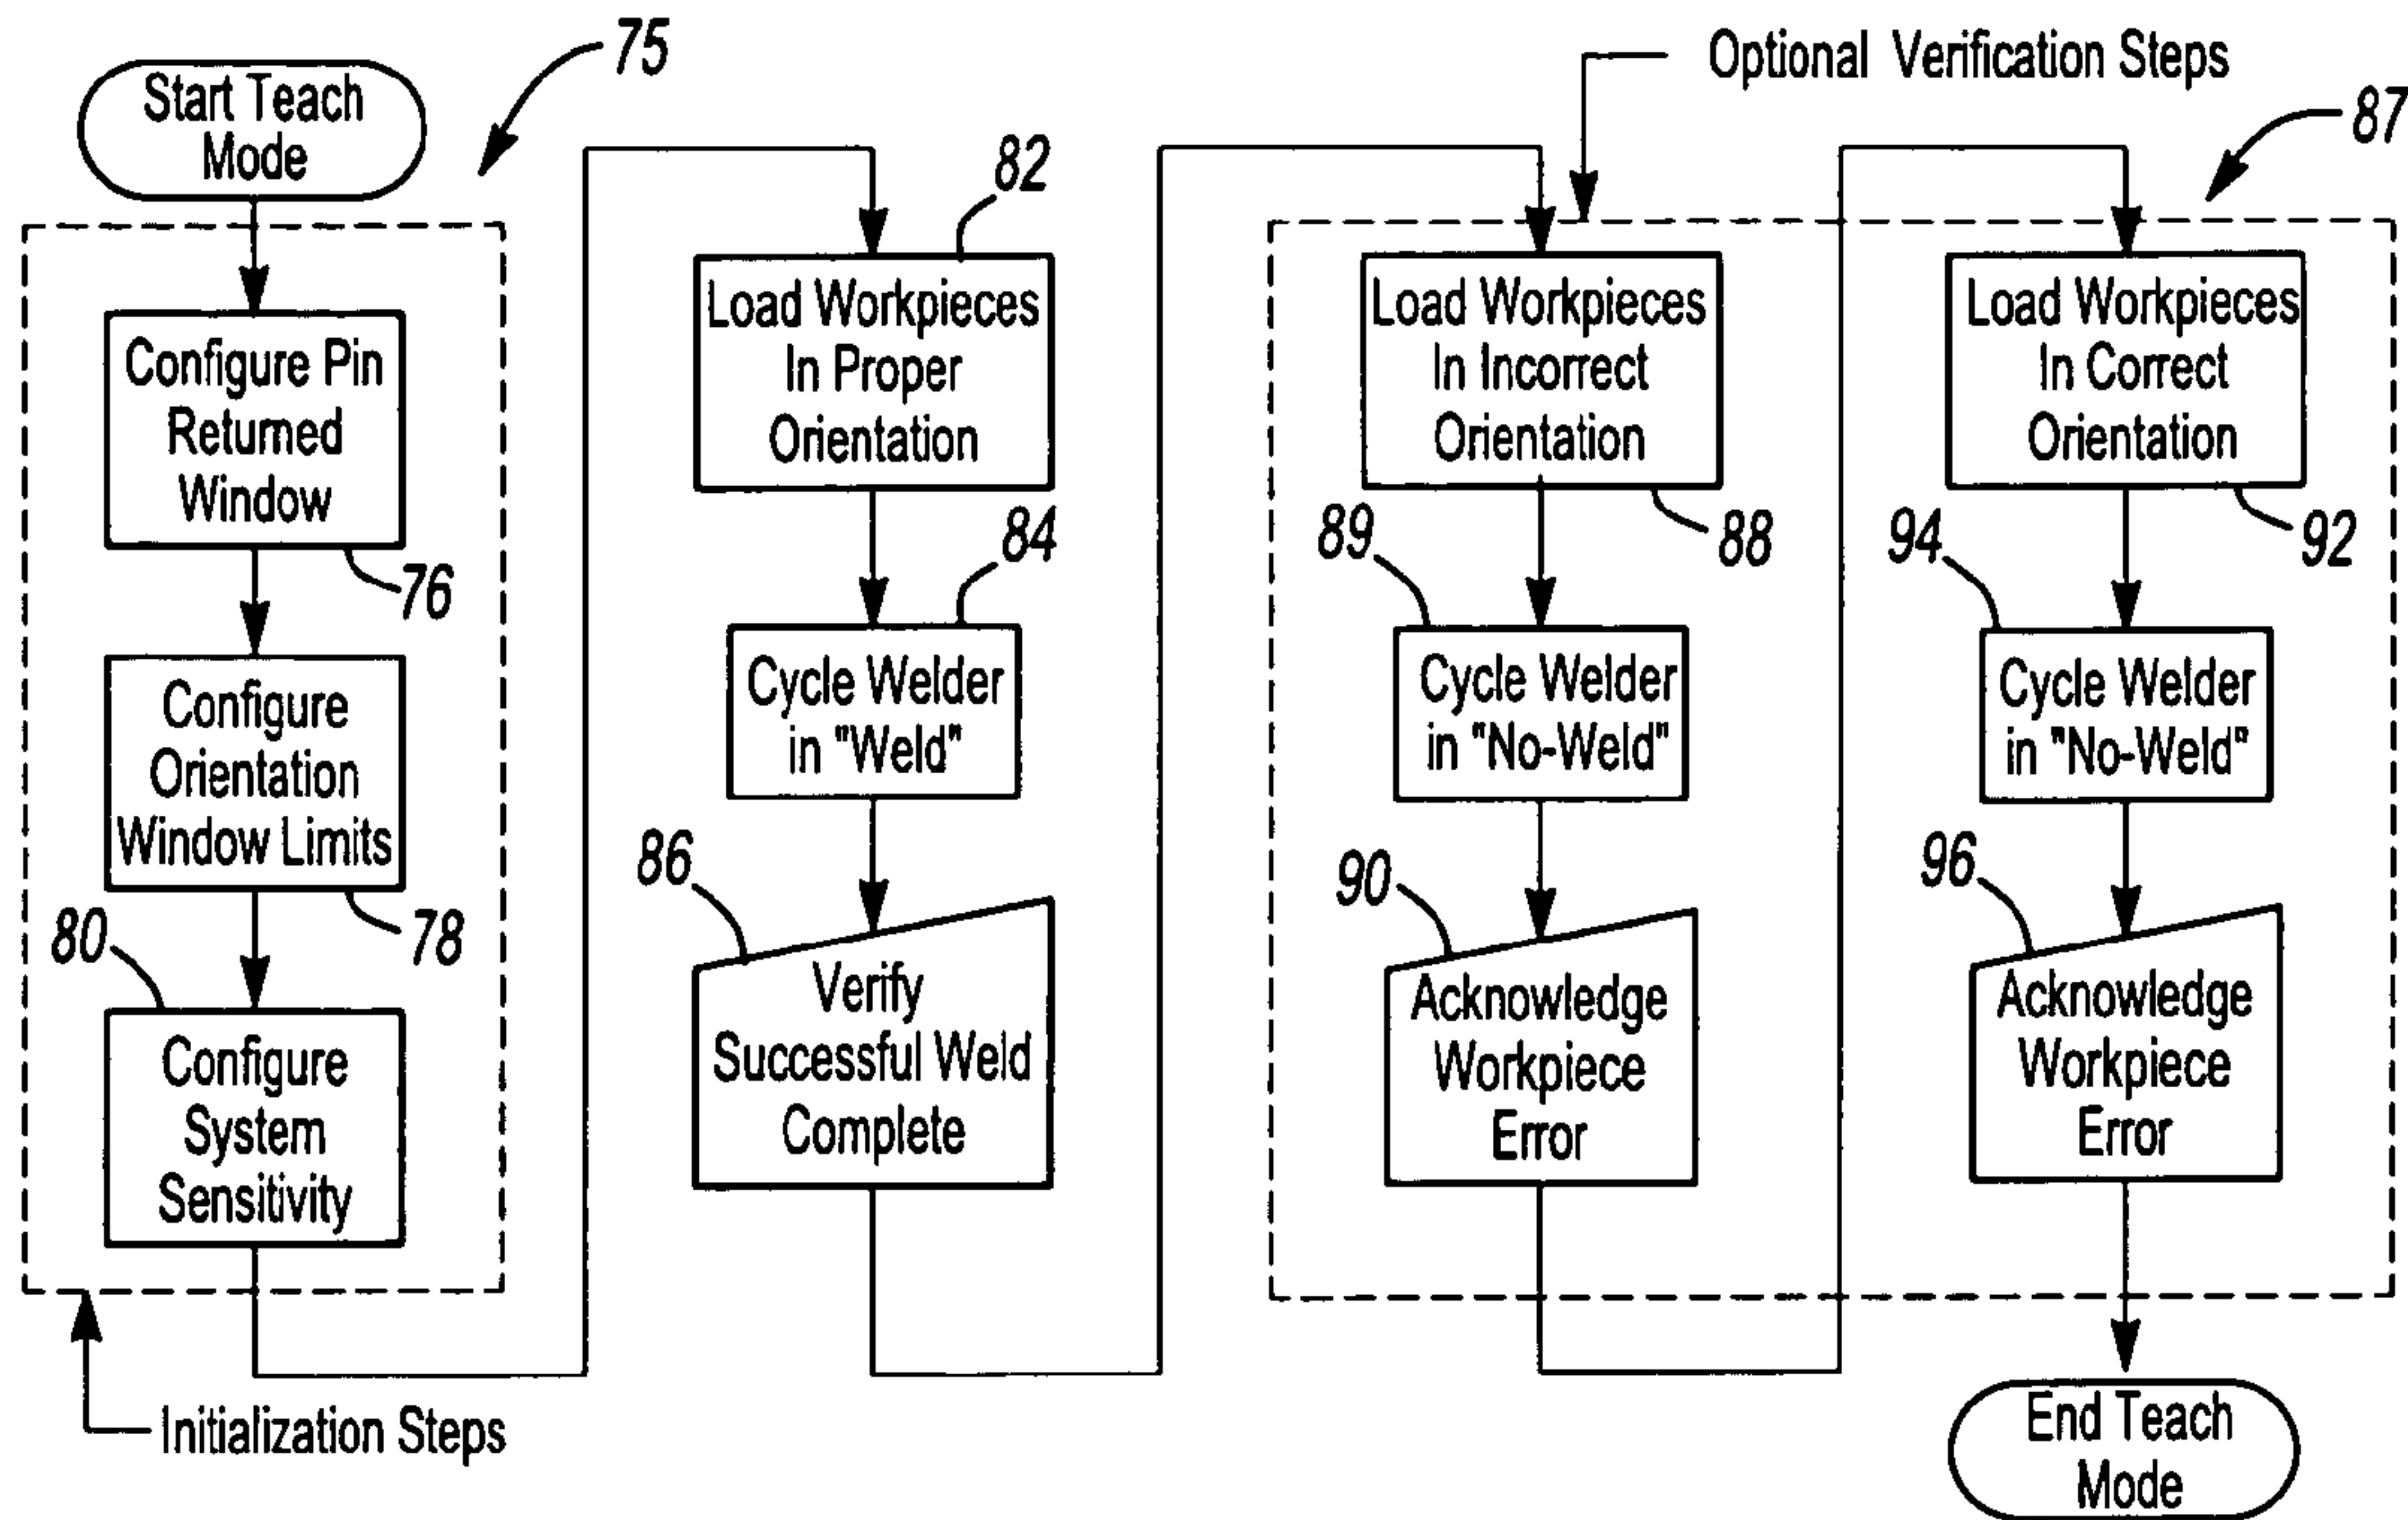 Start Teach
Mode
75
Configure Pin
Returned
Window
76
Configure
Orientation
Window Limits
78
80
Configure
System
Sensitivity
Initialization Steps
82
Load Workpieces
In Proper
Orientation
84
Cycle Welder
in "Weld"
86
Verify
Successful Weld
Complete
Optional Verification Steps
87
Load Workpieces
In Incorrect
Orientation
88
89
Cycle Welder
in "No-Weld"
90
Acknowledge
Workpiece
Error
Load Workpieces
In Correct
Orientation
92
94
Cycle Welder
in "No-Weld"
96
Acknowledge
Workpiece
Error
End Teach
Mode